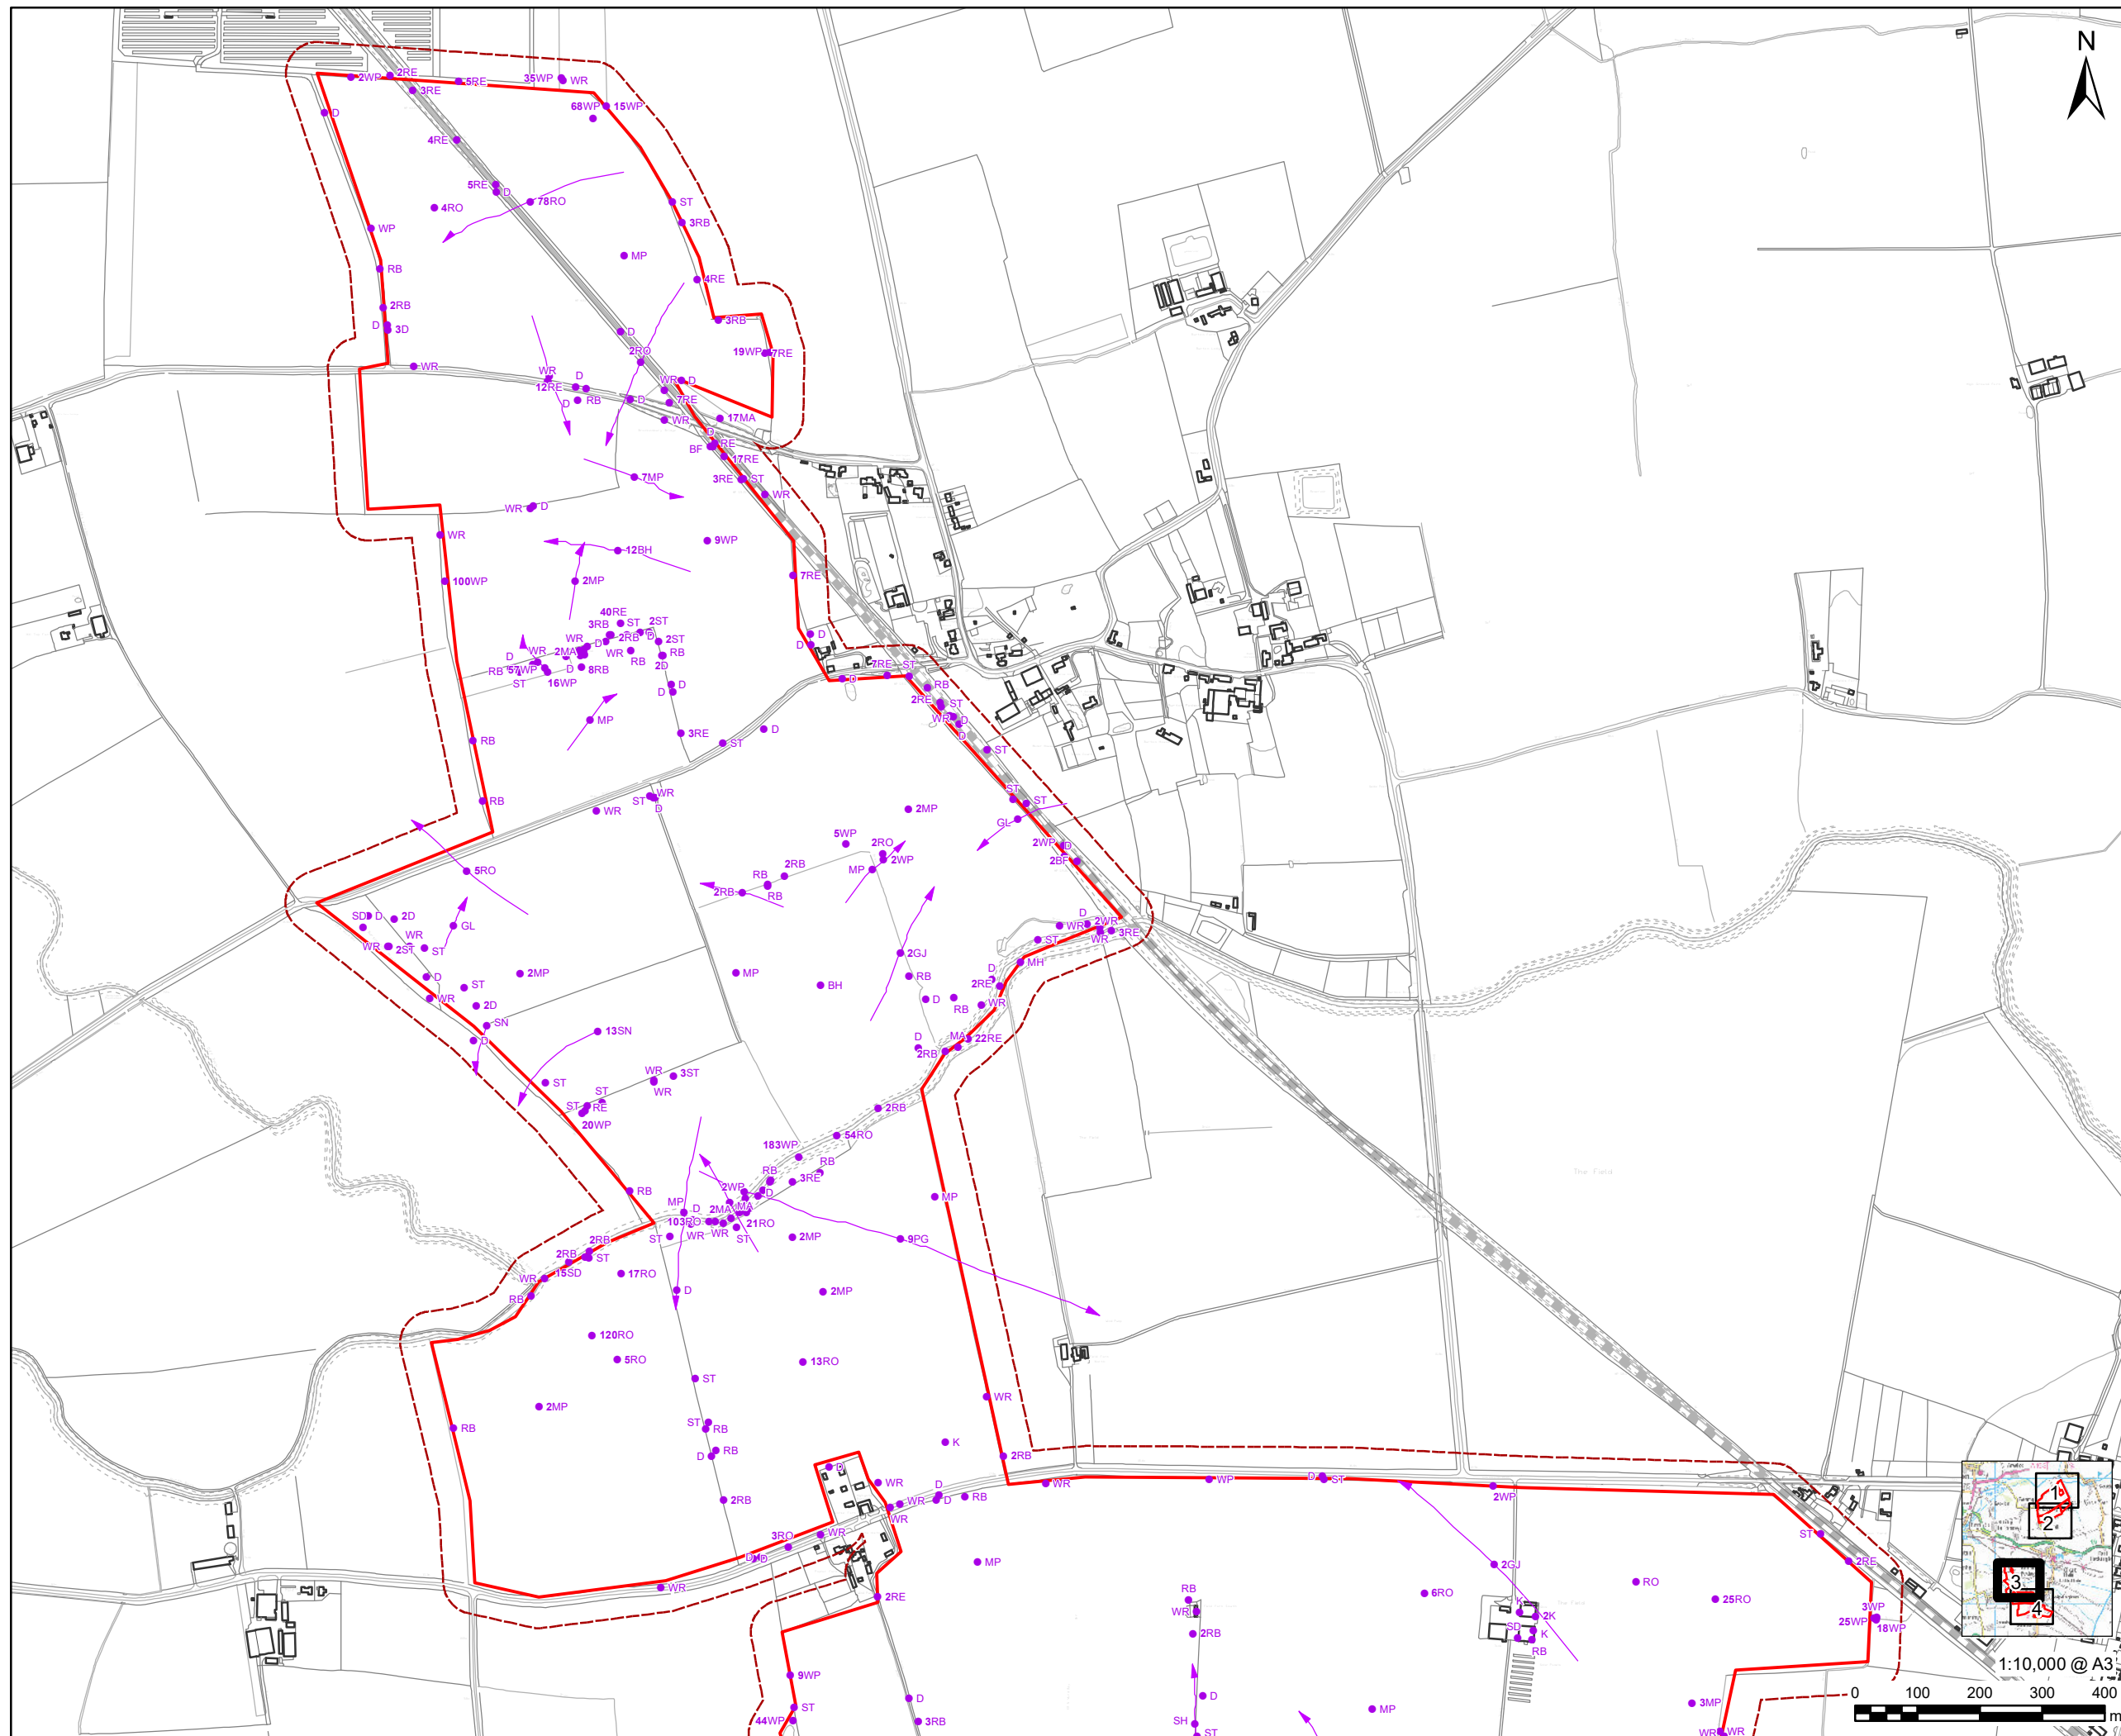 N
2WP
2RE
3RE
5RE
35WP
WR
68WP
15WP
D
4RE
5RE
D
4RO
78RO
ST
3RB
WP
MP
RB
4RE
2RB
D
3D
D
3RB
2RO
19WP
7RE
WR
WR
12RE
D
D
RB
D
WR
D
7RE
WR
17MA
D
RE
BF
17RE
7MP
3RE
ST
WR
WR
D
WR
9WP
12BH
100WP
2MP
7RE
40RE
3RB
ST
2ST
D
D
WR
D
2RB
D
2ST
D
WR
2MA
WR
RB
RB
RB
57WP
D
8RB
2D
ST
16WP
7RE
ST
D
D
D
RB
MP
2RE
ST
WR
D
3RE
D
D
RB
ST
ST
RB
WR
ST
ST
WR
ST
D
2MP
GL
5WP
2RO
2WP
D
2WP
2BF
5RO
MP
2RB
RB
2RB
RB
SD
D
2D
GL
D
2WR
WR
WR
2ST
WR
ST
ST
WR
3RE
2GJ
MH
D
2MP
MP
RB
D
ST
BH
2RE
WR
2D
D
RB
WR
SN
13SN
MA
22RE
D
D
2RB
WR
3ST
ST
WR
ST
ST
RE
2RB
20WP
54RO
183WP
RB
RB
3RE
RB
2WP
D
MP
MP
D
2MA
MA
103RO
21RO
2RB
ST
WR
WR
ST
2MP
9PG
2RB
ST
15SD
WR
17RO
RB
D
2MP
120RO
5RO
13RO
ST
2MP
WR
ST
RB
RB
K
RB
D
2RB
D
WR
WR
WP
D
ST
2RB
D
WR
D
RB
2WP
WR
3RO
WR
ST
D
D
MP
2GJ
2RE
WR
2RE
RB
6RO
RO
25RO
WR
K
2K
3WP
2RB
SD
K
25WP
18WP
RB
9WP
D
ST
MP
3MP
44WP
3RB
SH
ST
WR
WR
The Field
1
2
3
4
1:10,000 @ A3
0 100 200 300 400
m